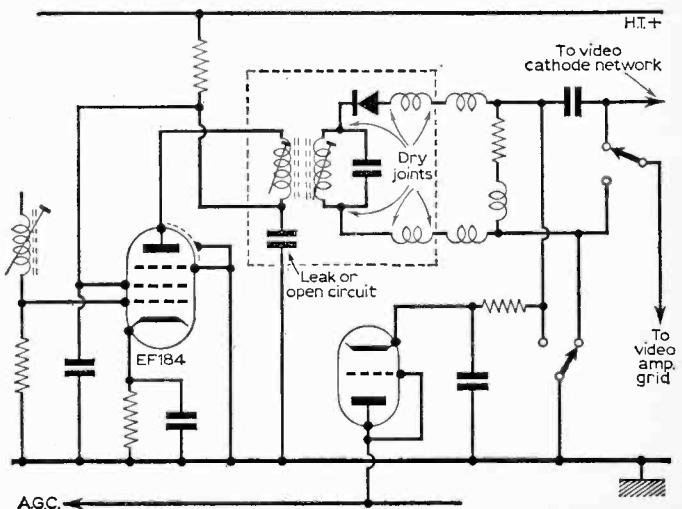 H.T.+
To video
cathode network
Dry
joints
Leak or
open circuit
EF184
To
video
amp.
grid
A.G.C.